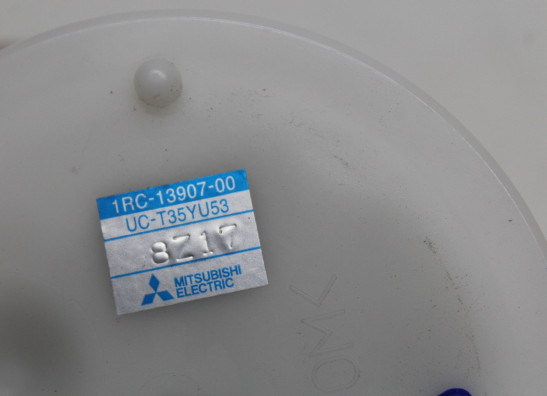 1RC-13907-00
UC-T35YU53
8Z17
MITSUBISHI
ELECTRIC